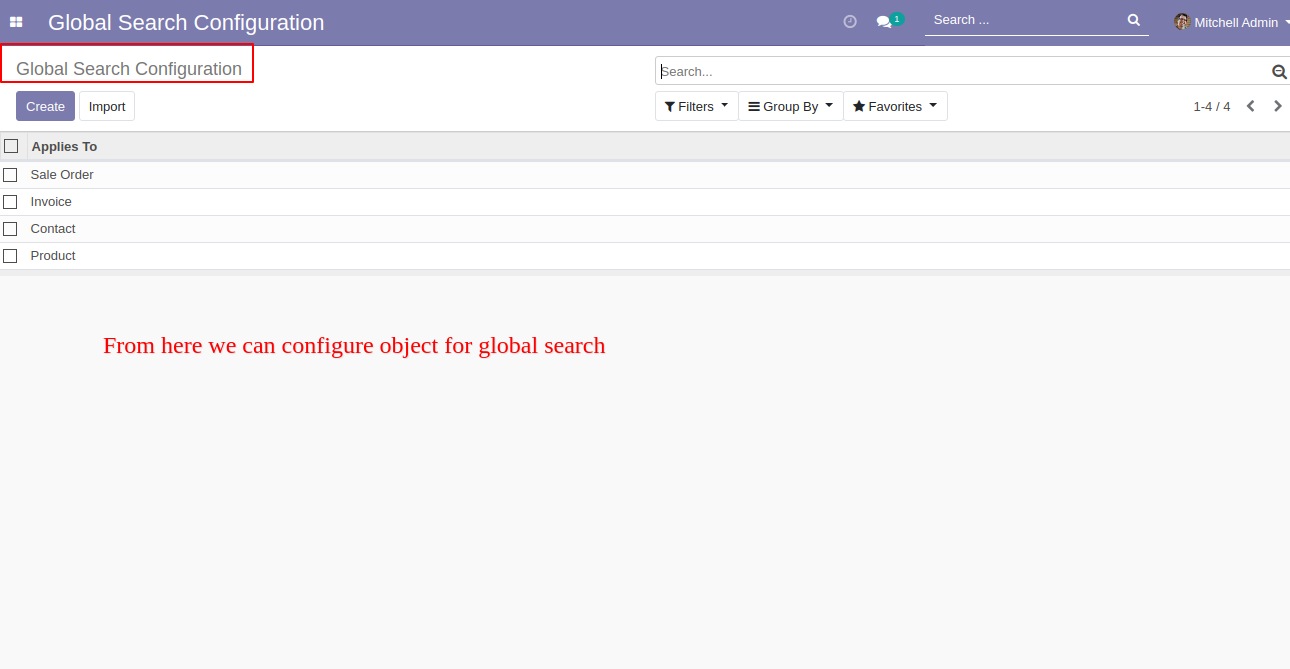 Global Search Configuration
1
Search ...
Mitchell Admin
Global Search Configuration
Search...
Create
Import
Filters
Group By
Favorites
1-4 / 4
Applies To
Sale Order
Invoice
Contact
Product
From here we can configure object for global search